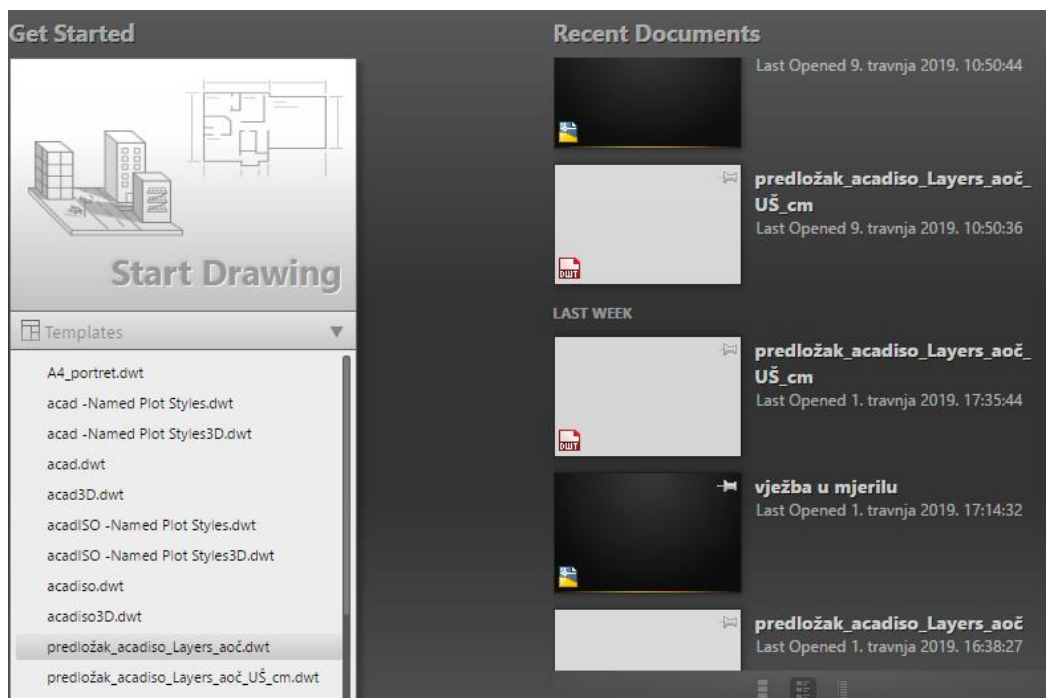 Get Started
Start Drawing
Templates
A4_portret.dwt
acad -Named Plot Styles.dwt
acad -Named Plot Styles3D.dwt
acad.dwt
acad3D.dwt
acadISO -Named Plot Styles.dwt
acadISO -Named Plot Styles3D.dwt
acadiso.dwt
acadiso3D.dwt
predložak_acadiso_Layers_aoč.dwt
predložak_acadiso_Layers_aoč_UŠ_cm.dwt
Recent Documents
Last Opened 9. travnja 2019. 10:50:44
DWT
predložak_acadiso_Layers_aoč_
UŠ_cm
Last Opened 9. travnja 2019. 10:50:36
LAST WEEK
DWT
predložak_acadiso_Layers_aoč_
UŠ_cm
Last Opened 1. travnja 2019. 17:35:44
vježba u mjerilu
Last Opened 1. travnja 2019. 17:14:32
predložak_acadiso_Layers_aoč
Last Opened 1. travnja 2019. 16:38:27